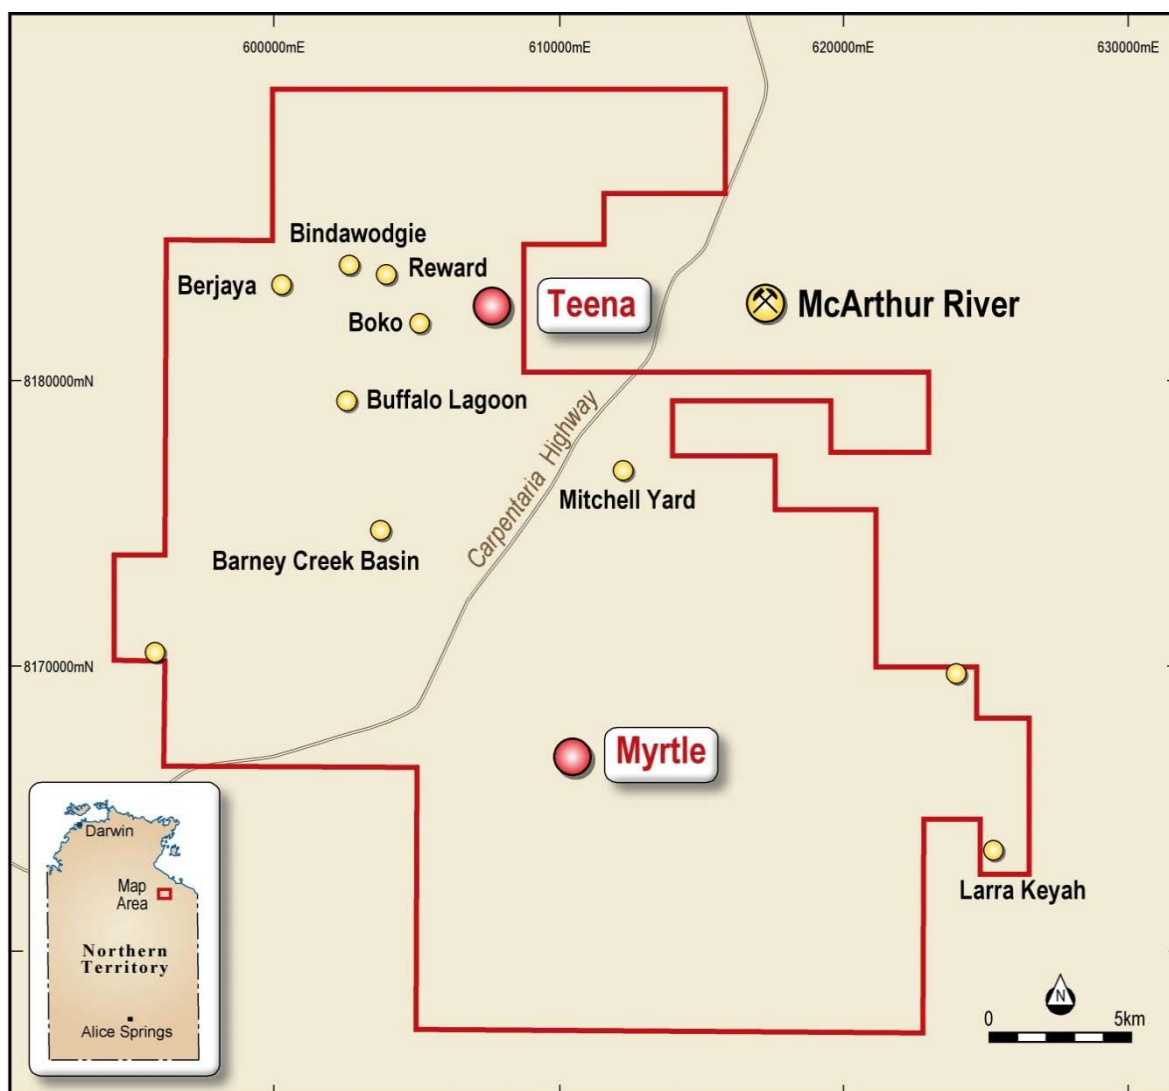 600000mE
610000mE
620000mE
630000mE
Bindawodgie
Reward
Berjaya
Boko
Teena
McArthur River
8180000mN
Buffalo Lagoon
Carpentaria Highway
Mitchell Yard
Barney Creek Basin
8170000mN
Myrtle
Darwin
Map
Area
Northern
Territory
Alice Springs
Larra Keyah
N
0
5km